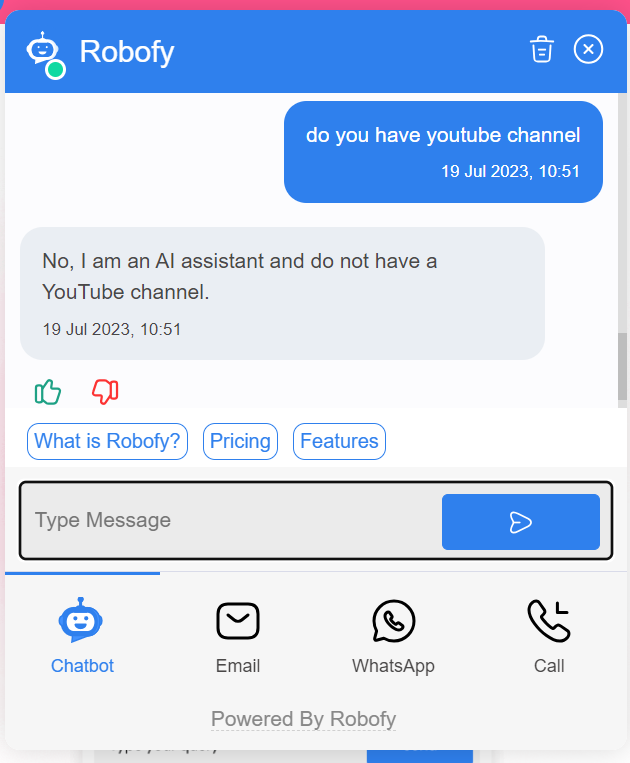 Robofy
do you have youtube channel
19 Jul 2023, 10:51
No, I am an AI assistant and do not have a
YouTube channel.
19 Jul 2023, 10:51
What is Robofy? Pricing Features
Type Message
Chatbot Email WhatsApp Call
Powered By Robofy